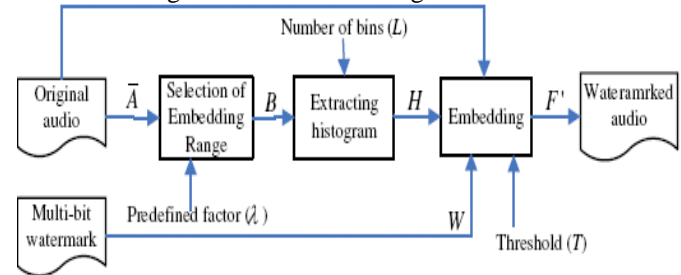 Number of bins (L)
Original
audio
A̅
Selection of
Embedding
Range
B
Extracting
histogram
H
Embedding
F'
Wateramrked
audio
Multi-bit
watermark
Predefined factor (λ)
W
Threshold (T)